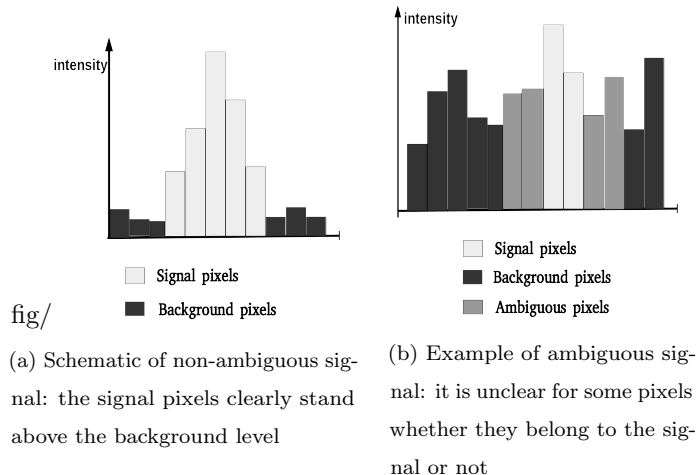 intensity
Signal pixels
Background pixels
fig/
(a) Schematic of non-ambiguous sig-
nal: the signal pixels clearly stand
above the background level
intensity
Signal pixels
Background pixels
Ambiguous pixels
(b) Example of ambiguous sig-
nal: it is unclear for some pixels
whether they belong to the sig-
nal or not